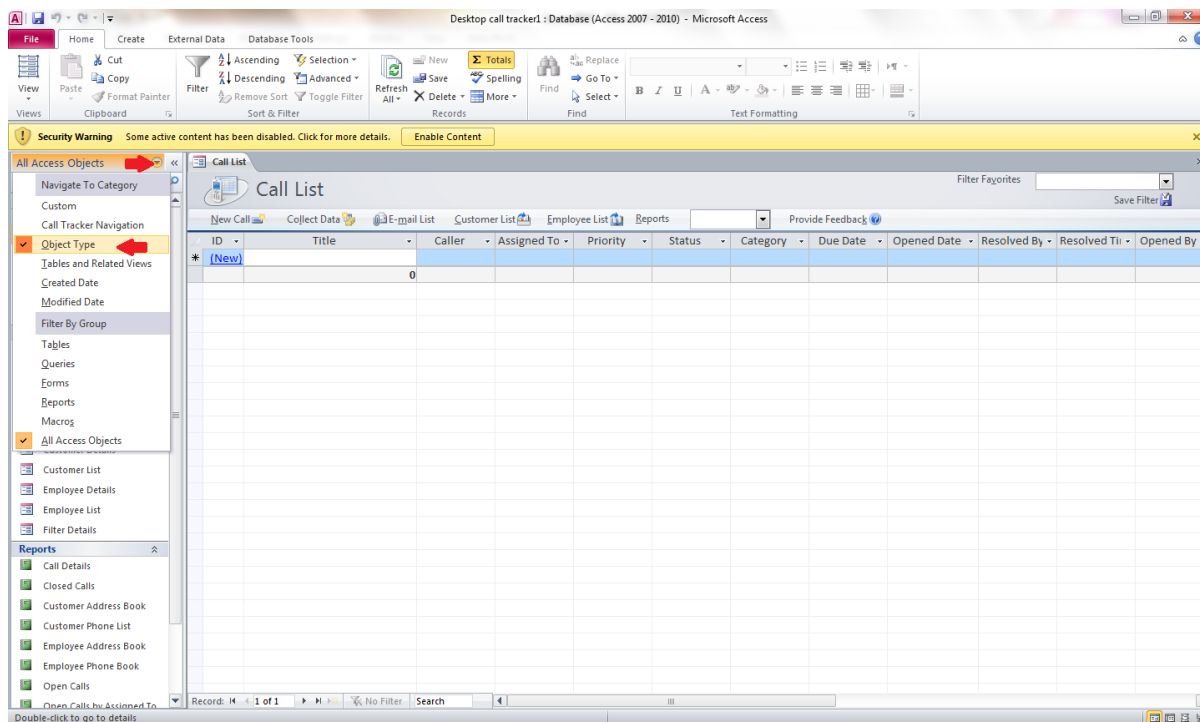 Desktop call tracker1 : Database (Access 2007 - 2010) - Microsoft Access
File Home Create External Data Database Tools
View
Views
Paste
Cut
Copy
Format Painter
Clipboard
Filter
Ascending
Descending
Remove Sort
Selection
Advanced
Toggle Filter
Sort & Filter
Refresh All
New
Save
Delete
Totals
Spelling
More
Records
Find
Replace
Go To
Select
Find
B I U A
Text Formatting
Security Warning Some active content has been disabled. Click for more details. Enable Content
All Access Objects
Navigate To Category
Custom
Call Tracker Navigation
Object Type
Tables and Related Views
Created Date
Modified Date
Filter By Group
Tables
Queries
Forms
Reports
Macros
All Access Objects
Customer Details
Customer List
Employee Details
Employee List
Filter Details
Reports
Call Details
Closed Calls
Customer Address Book
Customer Phone List
Employee Address Book
Employee Phone Book
Open Calls
Open Calls by Assigned To
Call List
Call List
Filter Favorites
Save Filter
New Call Collect Data E-mail List Customer List Employee List Reports Provide Feedback
ID Title Caller Assigned To Priority Status Category Due Date Opened Date Resolved By Resolved Tii Opened By
(New)
0
Record: 1 of 1 No Filter Search
Double-click to go to details